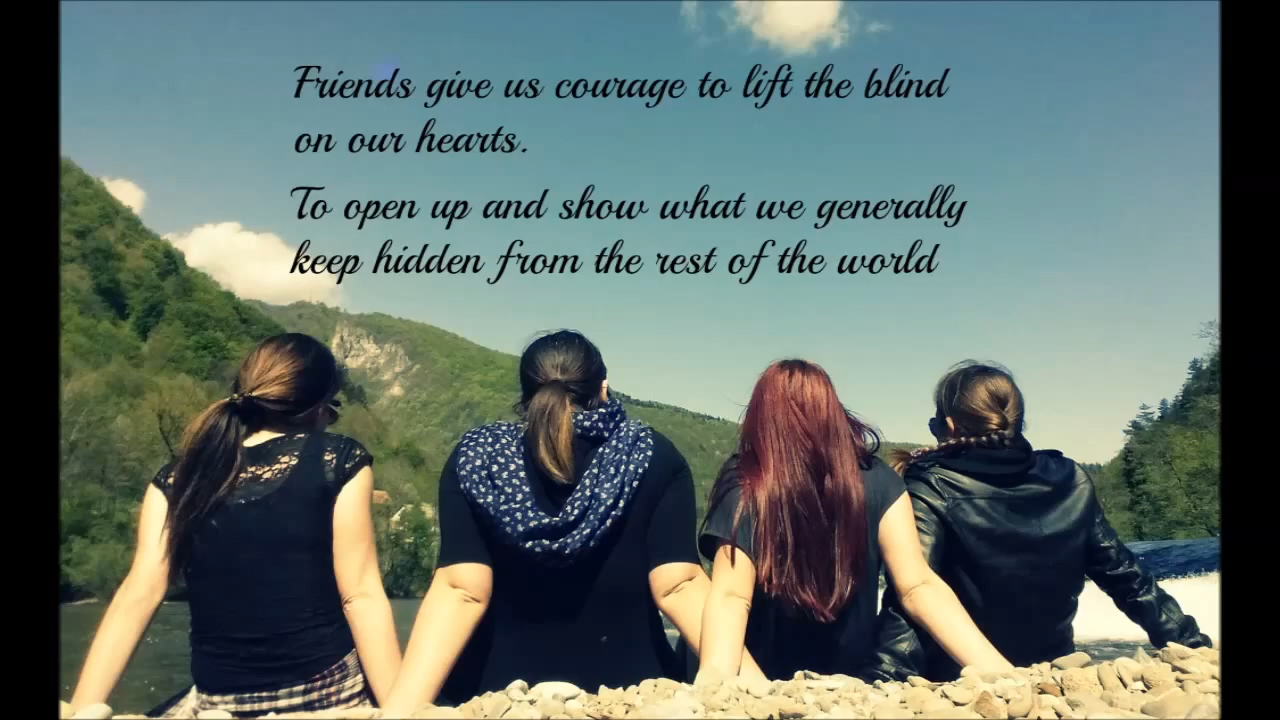 Friends give us courage to lift the blind
on our hearts.
To open up and show what we generally
keep hidden from the rest of the world